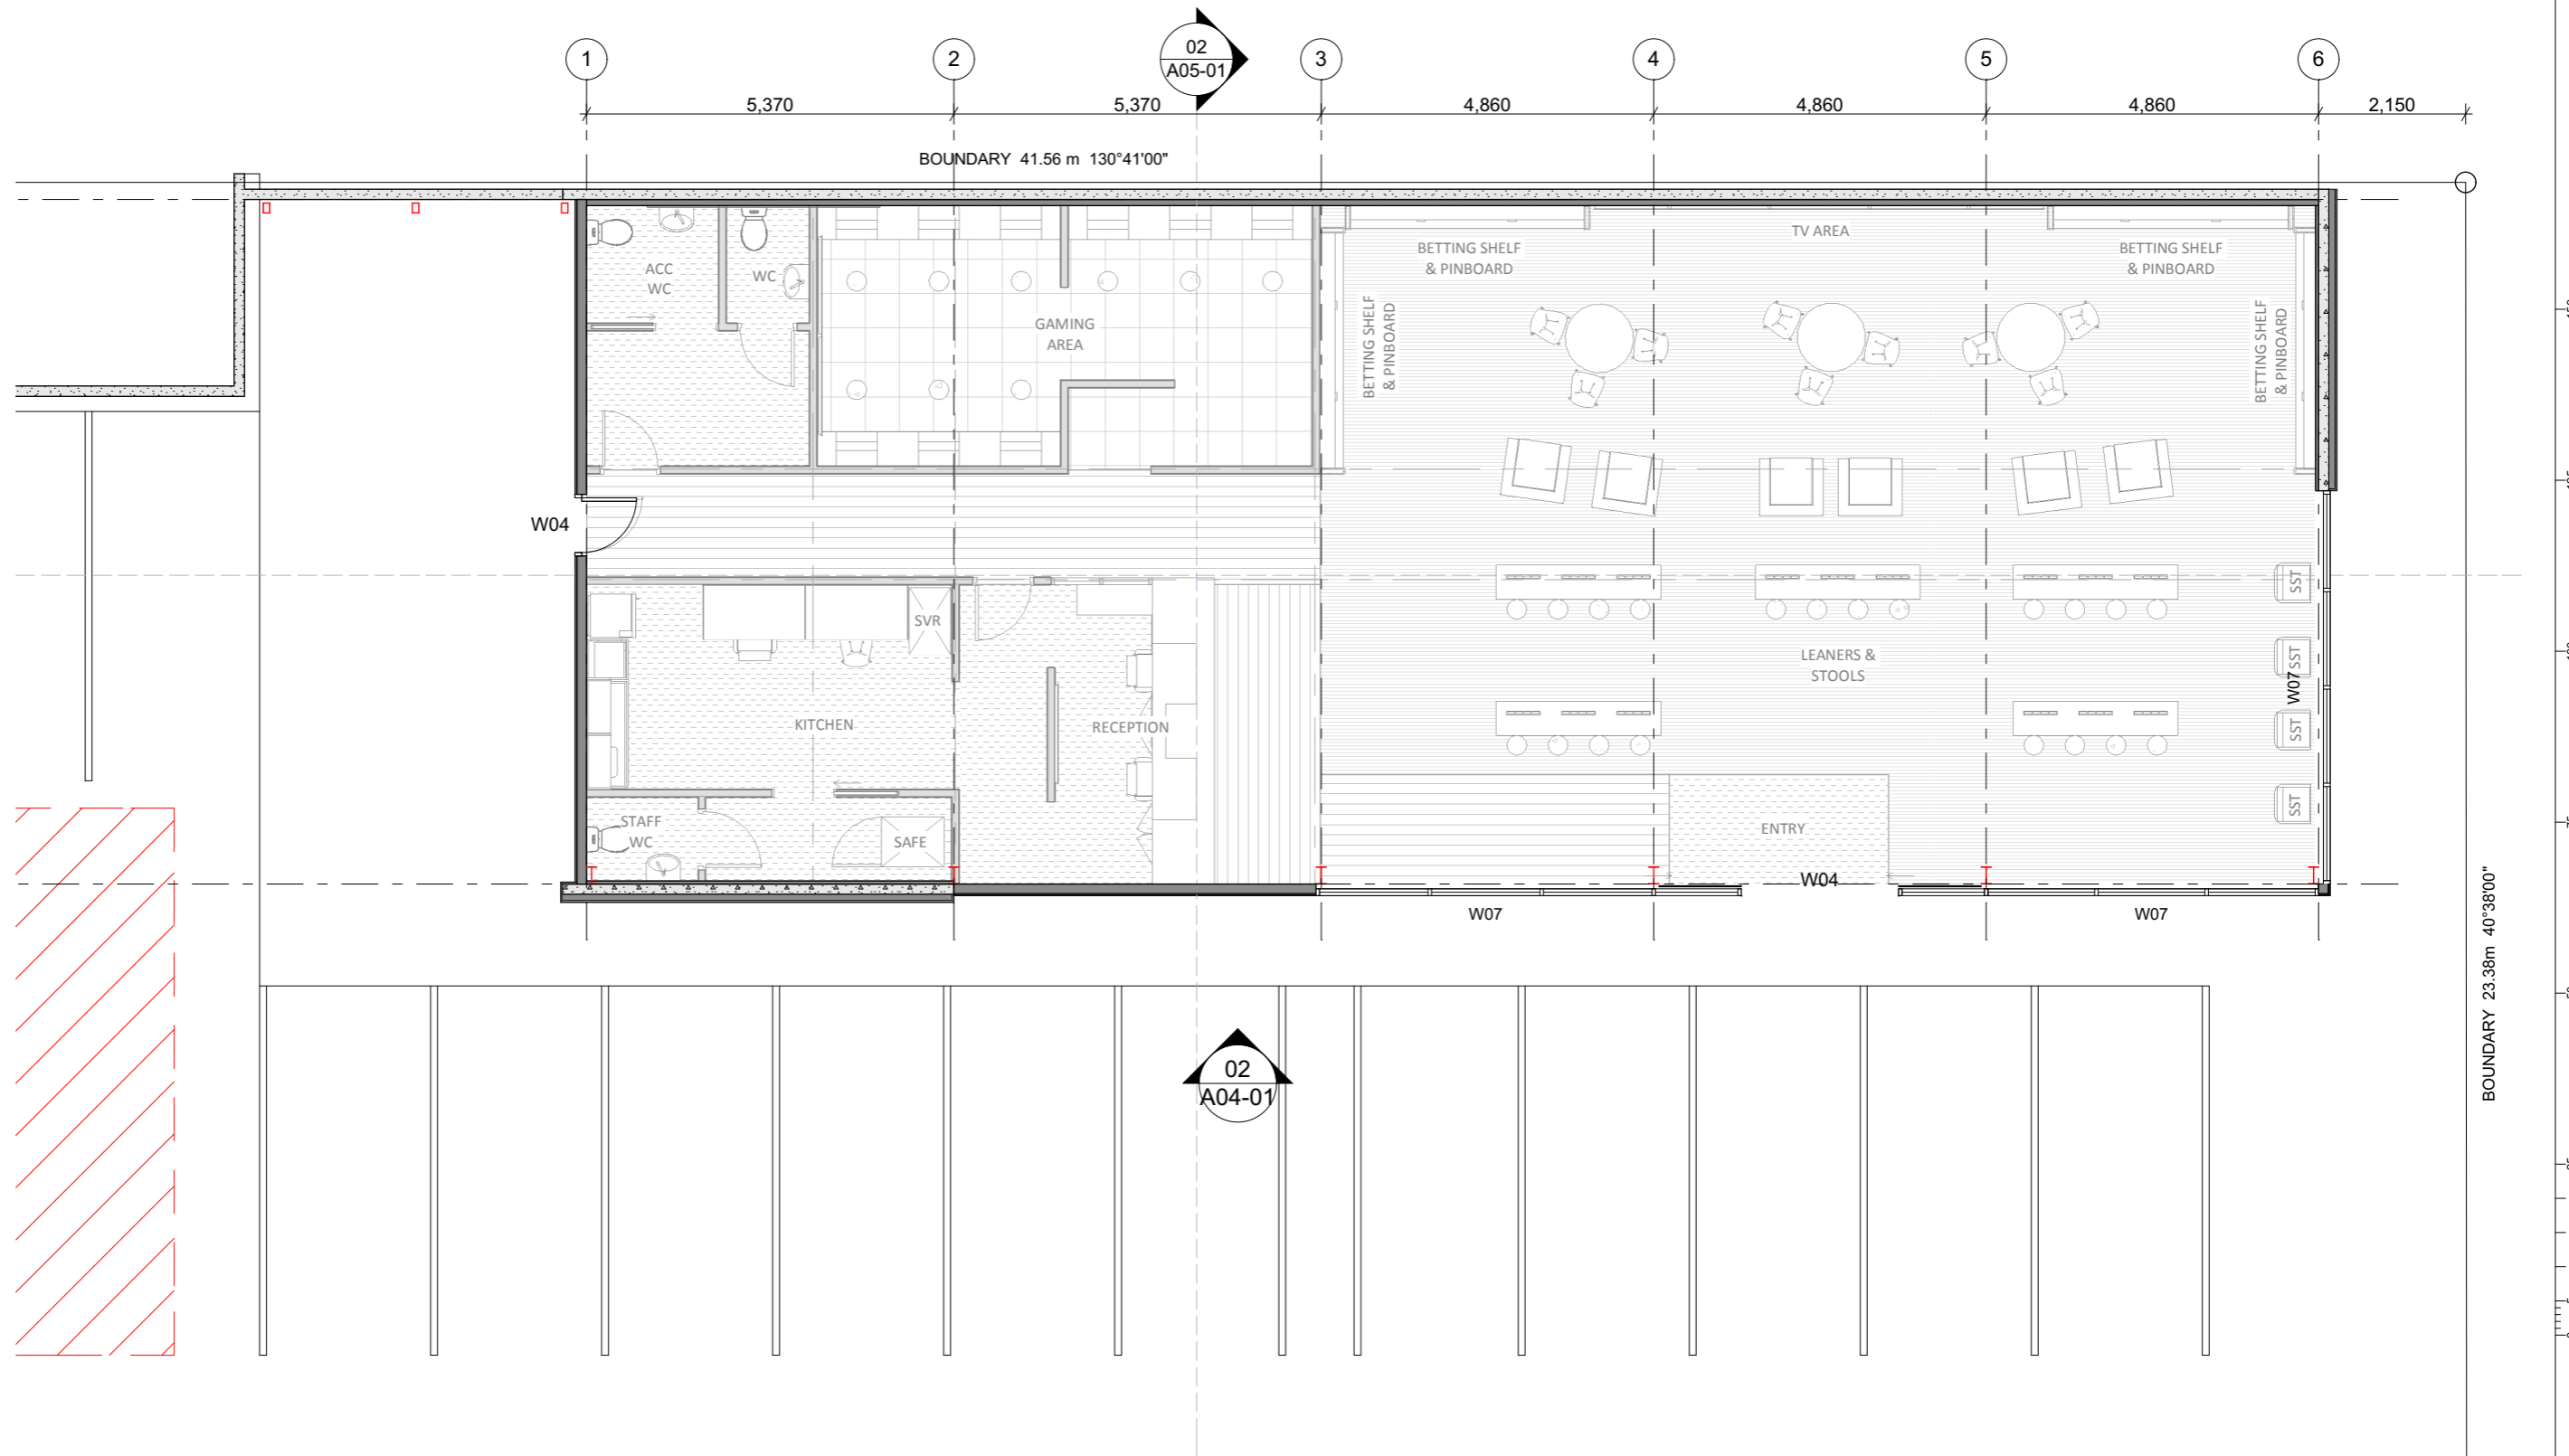 1
2
02
A05-01
3
4
5
6
5,370
5,370
4,860
4,860
4,860
2,150
BOUNDARY 41.56 m 130°41'00"
ACC
WC
WC
GAMING
AREA
BETTING SHELF
& PINBOARD
BETTING SHELF
& PINBOARD
TV AREA
BETTING SHELF
& PINBOARD
BETTING SHELF
& PINBOARD
W04
SVR
KITCHEN
RECEPTION
LEANERS &
STOOLS
SST
SST
W07
SST
SST
STAFF
WC
SAFE
ENTRY
W04
W07
W07
BOUNDARY 23.38m 40°38'00"
02
A04-01